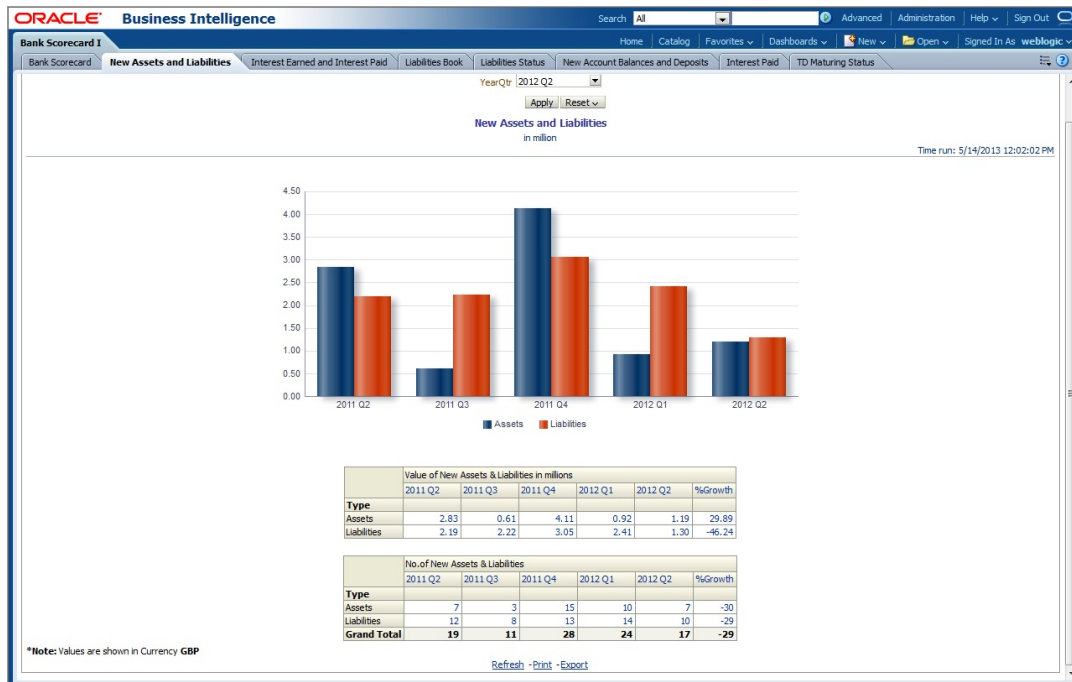 ORACLE Business Intelligence Search All Advanced Administration Help Sign Out
Bank Scorecard I Home Catalog Favorites Dashboards New Open Signed In As weblogic
Bank Scorecard New Assets and Liabilities Interest Earned and Interest Paid Liabilities Book Liabilities Status New Account Balances and Deposits Interest Paid TD Maturing Status
YearQtr 2012 Q2
Apply Reset
New Assets and Liabilities
in million
Time run: 5/14/2013 12:02:02 PM
4.50
4.00
3.50
3.00
2.50
2.00
1.50
1.00
0.50
0.00
2011 Q2 2011 Q3 2011 Q4 2012 Q1 2012 Q2
Assets Liabilities
Value of New Assets & Liabilities in millions
2011 Q2 2011 Q3 2011 Q4 2012 Q1 2012 Q2 %Growth
Type
Assets 2.83 0.61 4.11 0.92 1.19 29.89
Liabilities 2.19 2.22 3.05 2.41 1.30 -46.24
No.of New Assets & Liabilities
2011 Q2 2011 Q3 2011 Q4 2012 Q1 2012 Q2 %Growth
Type
Assets 7 3 15 10 7 -30
Liabilities 12 8 13 14 10 -29
Grand Total 19 11 28 24 17 -29
*Note: Values are shown in Currency GBP
Refresh - Print - Export